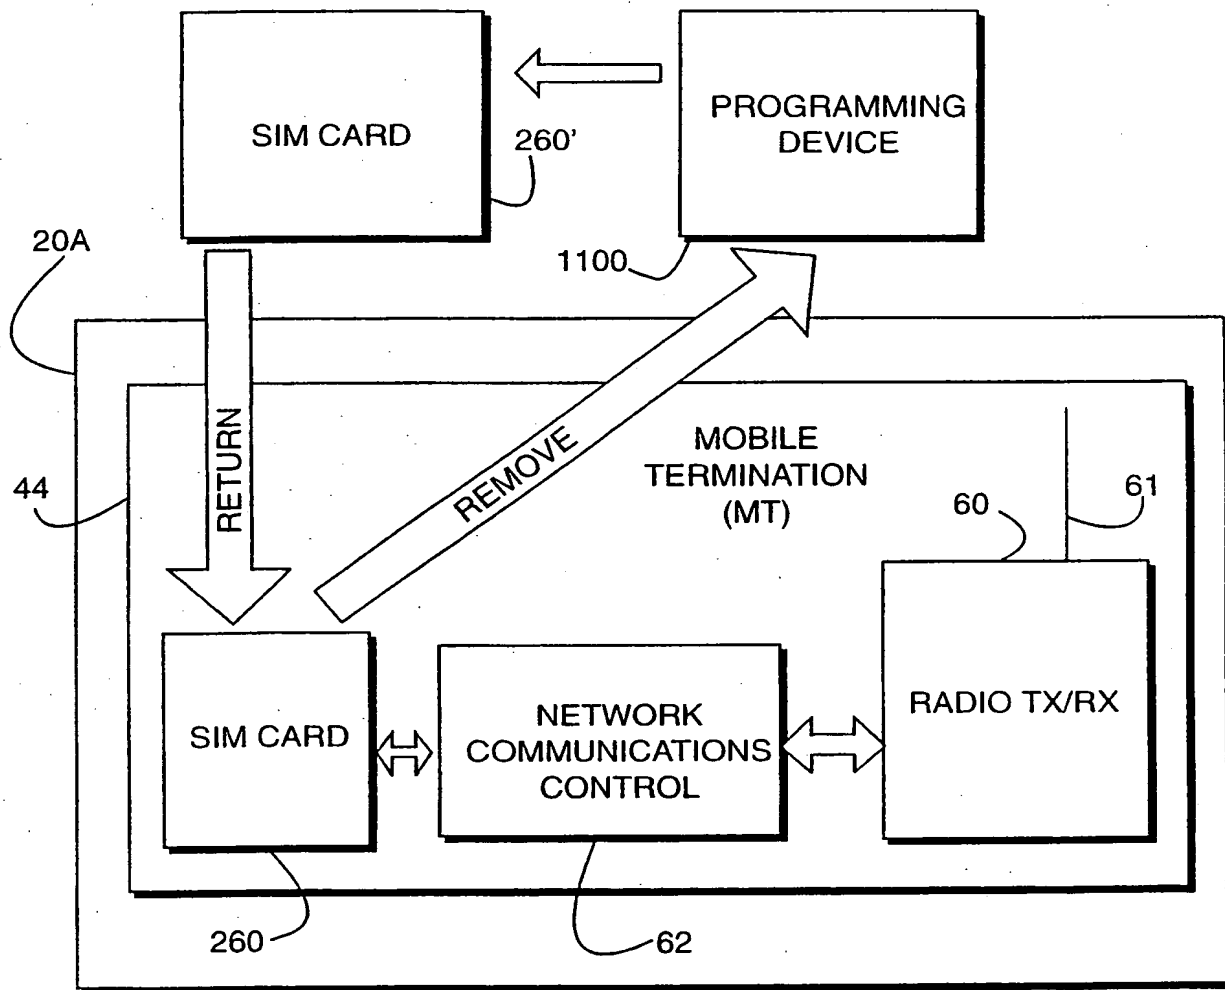 SIM CARD
PROGRAMMING
DEVICE
260'
20A
1100
RETURN
REMOVE
MOBILE
TERMINATION
(MT)
44
60
61
SIM CARD
NETWORK
COMMUNICATIONS
CONTROL
RADIO TX/RX
260
62